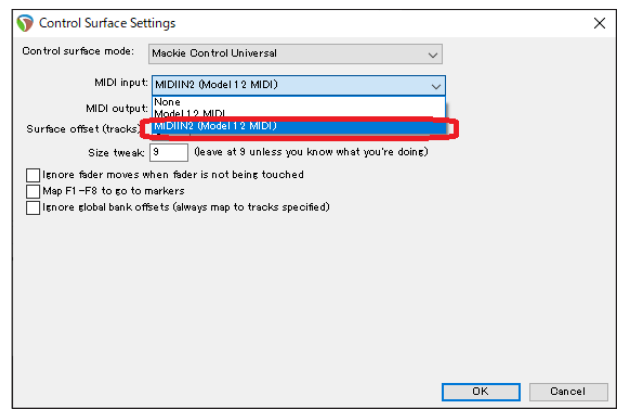 Control Surface Settings
Control surface mode: Mackie Control Universal
MIDI input: MIDIIN2 (Model 12 MIDI)
MIDI output:
None
Model 12 MIDI
Surface offset (tracks) MIDIIN2 (Model 12 MIDI)
Size tweak: 9 (leave at 9 unless you know what you're doing)
Ignore fader moves when fader is not being touched
Map F1-F8 to go to markers
Ignore global bank offsets (always map to tracks specified)
OK Cancel